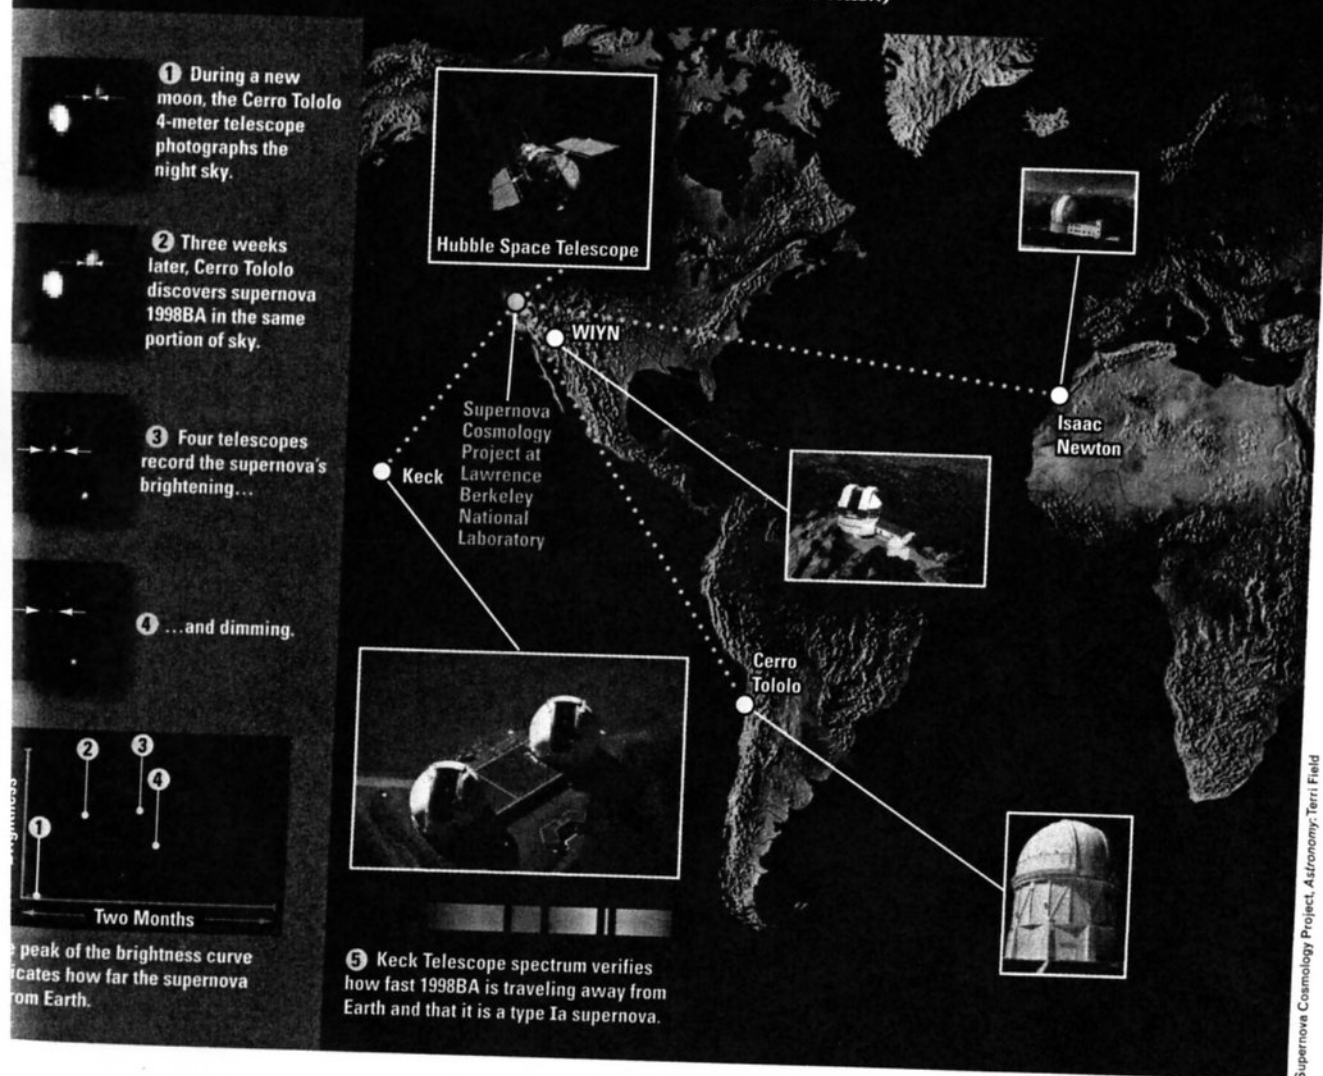 ① During a new
moon, the Cerro Tololo
4-meter telescope
photographs the
night sky.
② Three weeks
later, Cerro Tololo
discovers supernova
1998BA in the same
portion of sky.
③ Four telescopes
record the supernova's
brightening...
④ ...and dimming.
② ③
④
①
Two Months
peak of the brightness curve
how far the supernova
Earth.
Hubble Space Telescope
WIYN
Supernova
Cosmology
Project at
Lawrence
Berkeley
National
Laboratory
Keck
Isaac
Newton
Cerro
Tololo
⑤ Keck Telescope spectrum verifies
how fast 1998BA is traveling away from
Earth and that it is a type Ia supernova.
Supernova Cosmology Project, Astronomy: Terri Field